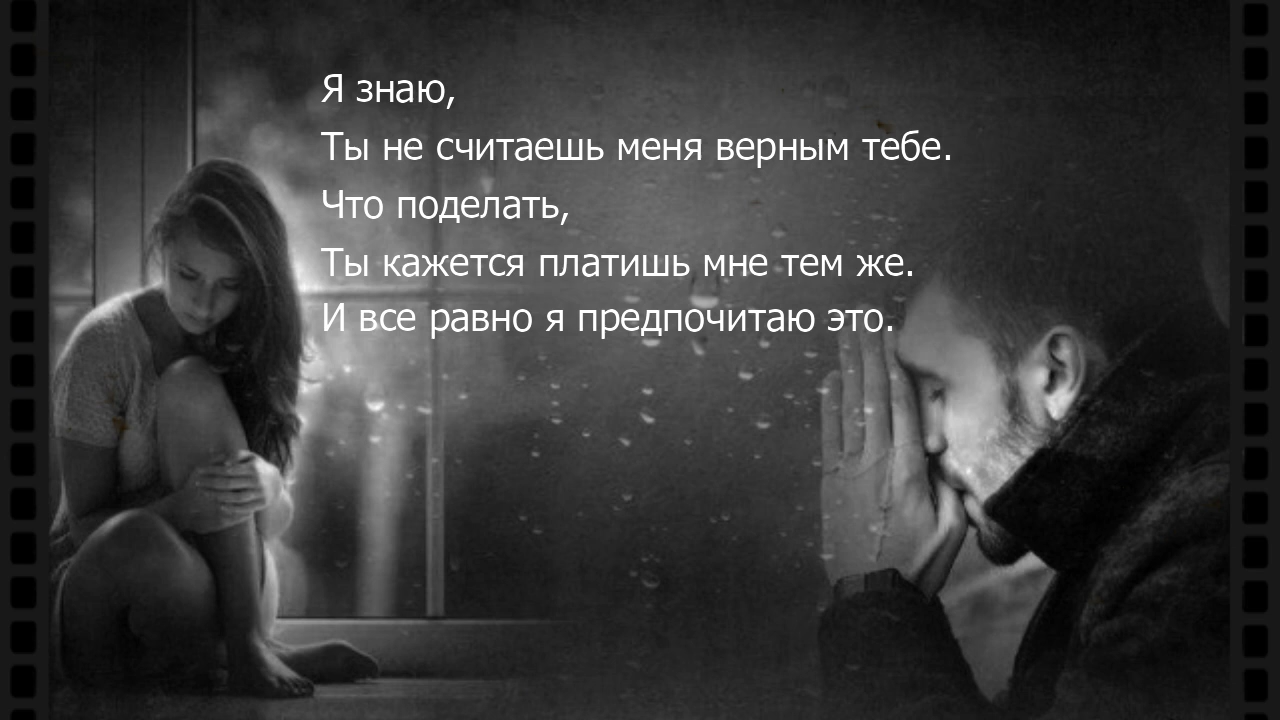 Я знаю,
Ты не считаешь меня верным тебе.
Что поделать,
Ты кажется платишь мне тем же.
И все равно я предпочитаю это.